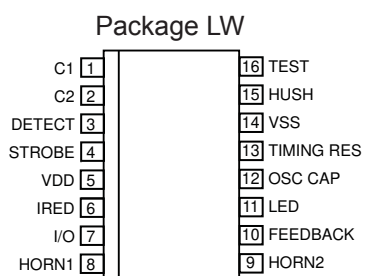 Package LW
C1 1 16 TEST
C2 2 15 HUSH
DETECT 3 14 VSS
STROBE 4 13 TIMING RES
VDD 5 12 OSC CAP
IRED 6 11 LED
I/O 7 10 FEEDBACK
HORN1 8 9 HORN2